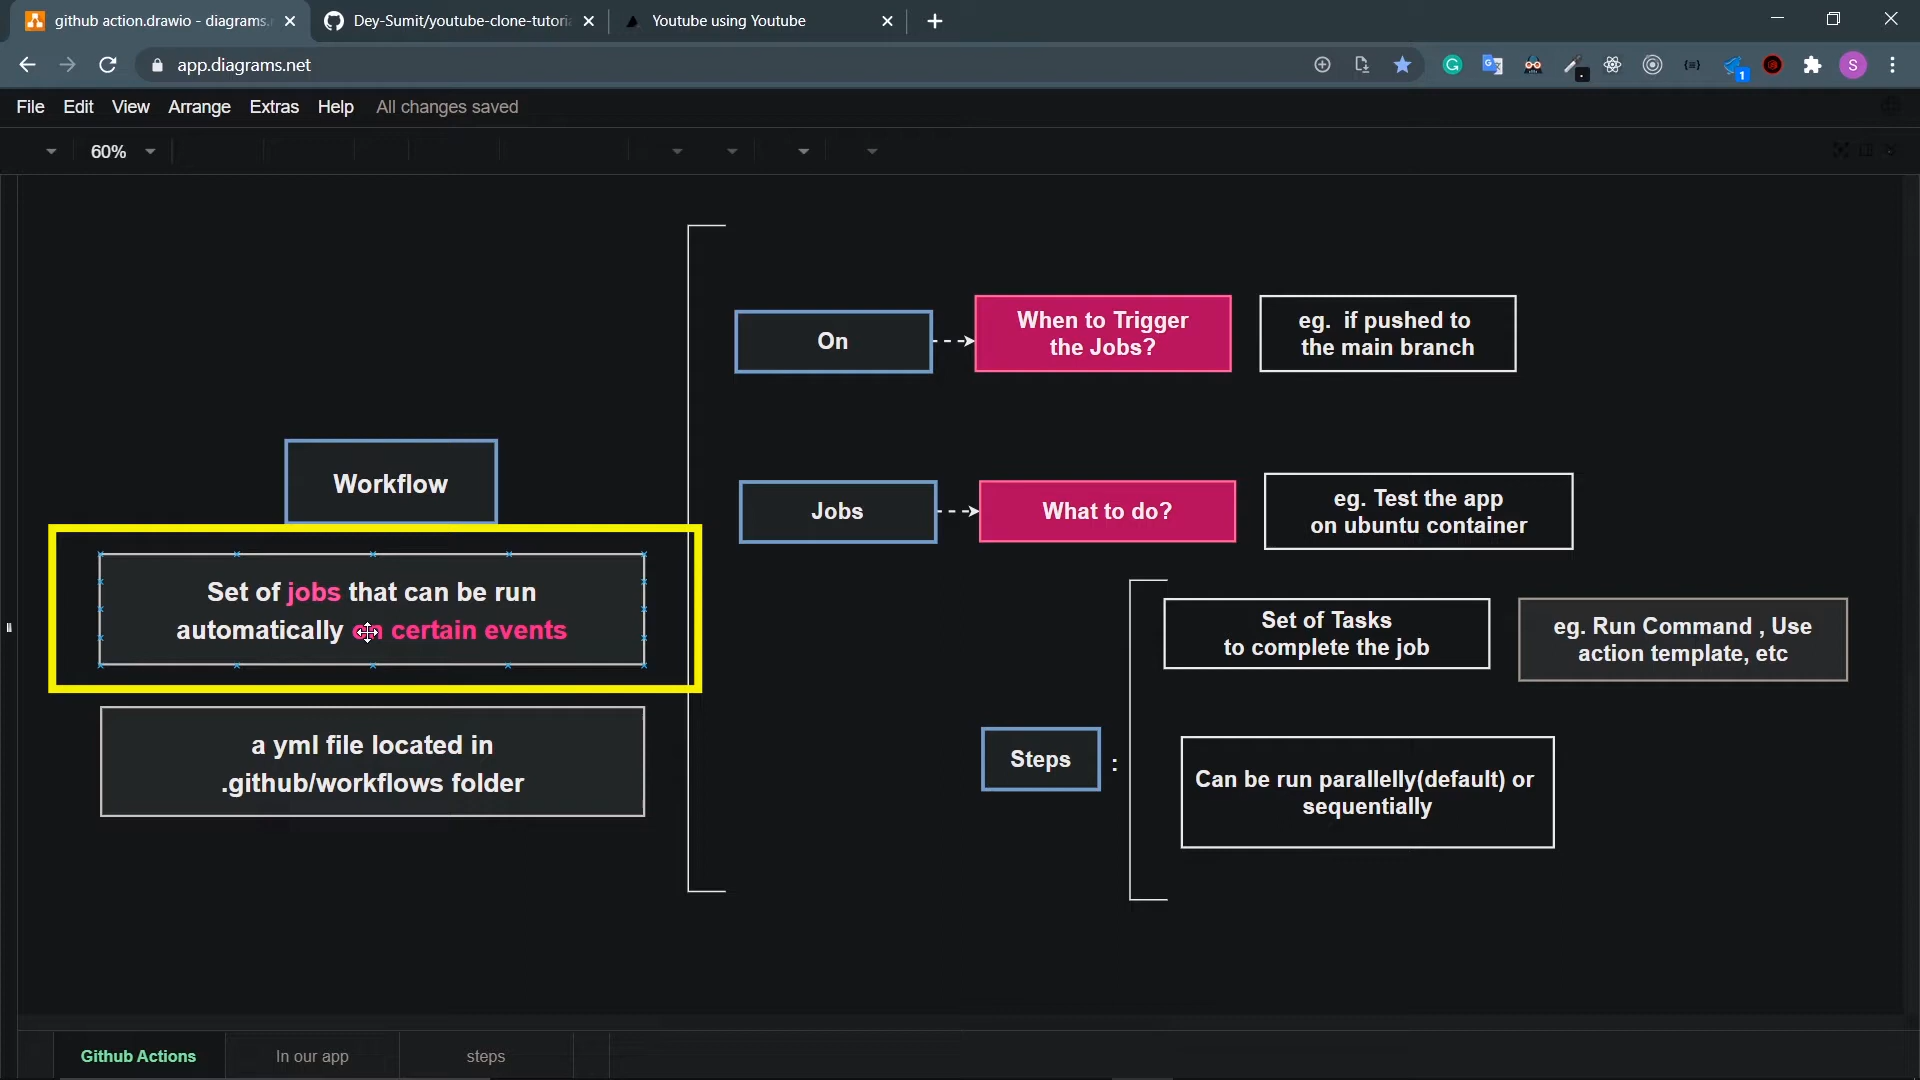 github action.drawio - diagrams.
Dey-Sumit/youtube-clone-tutoria
Youtube using Youtube
app.diagrams.net
1
S
File Edit View Arrange Extras Help All changes saved
60%
On
When to Trigger
the Jobs?
eg. if pushed to
the main branch
Workflow
Jobs
What to do?
eg. Test the app
on ubuntu container
Set of jobs that can be run
automatically on certain events
Set of Tasks
to complete the job
eg. Run Command , Use
action template, etc
a yml file located in
.github/workflows folder
Steps :
Can be run parallelly(default) or
sequentially
Github Actions In our app steps